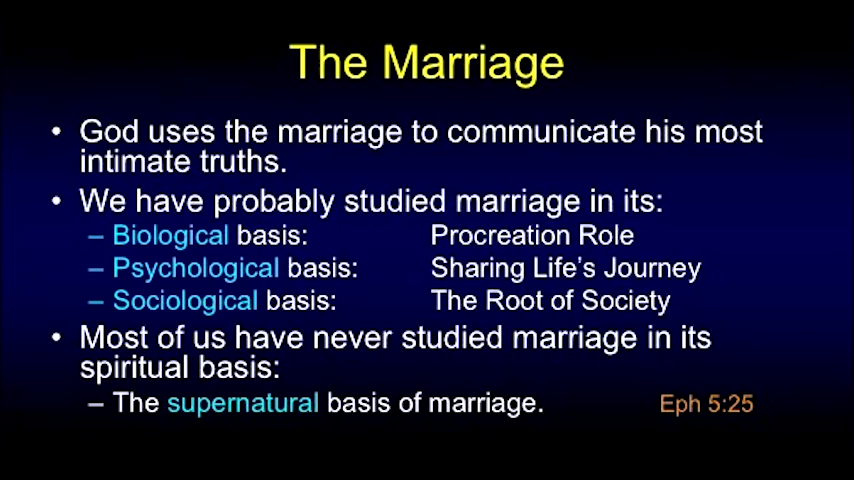 The Marriage
• God uses the marriage to communicate his most
intimate truths.
• We have probably studied marriage in its:
– Biological basis: Procreation Role
– Psychological basis: Sharing Life's Journey
– Sociological basis: The Root of Society
• Most of us have never studied marriage in its
spiritual basis:
– The supernatural basis of marriage. Eph 5:25